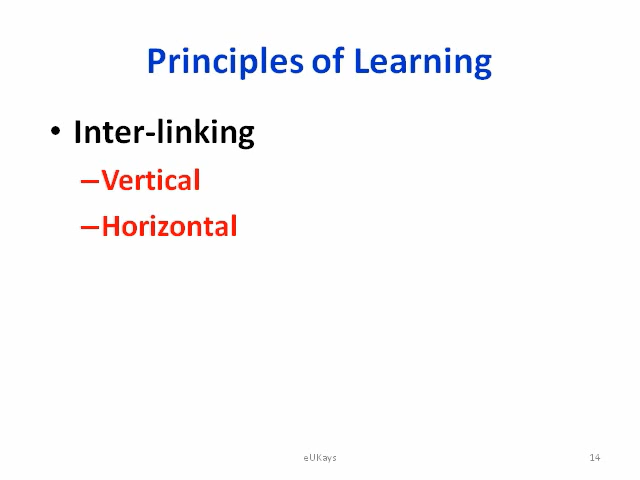 Principles of Learning
• Inter-linking
–Vertical
–Horizontal
eUKays
14